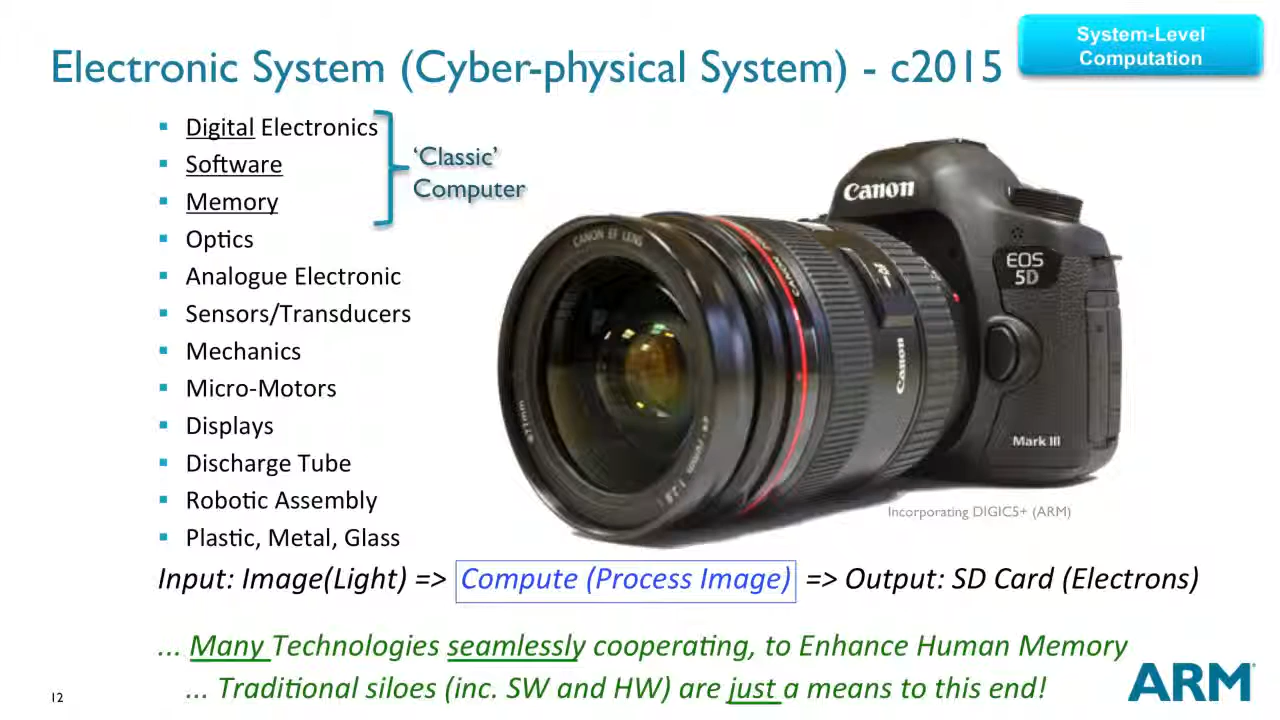 System-Level
Computation
Electronic System (Cyber-physical System) - c2015
Digital Electronics
Software
Memory
'Classic'
Computer
Optics
Analogue Electronic
Sensors/Transducers
Mechanics
Micro-Motors
Displays
Discharge Tube
Robotic Assembly
Plastic, Metal, Glass
Canon
EOS
5D
Mark III
CANON EF LENS
Canon
Incorporating DIGIC5+ (ARM)
Input: Image(Light) => Compute (Process Image) => Output: SD Card (Electrons)
... Many Technologies seamlessly cooperating, to Enhance Human Memory
... Traditional siloes (inc. SW and HW) are just a means to this end!
12
ARM